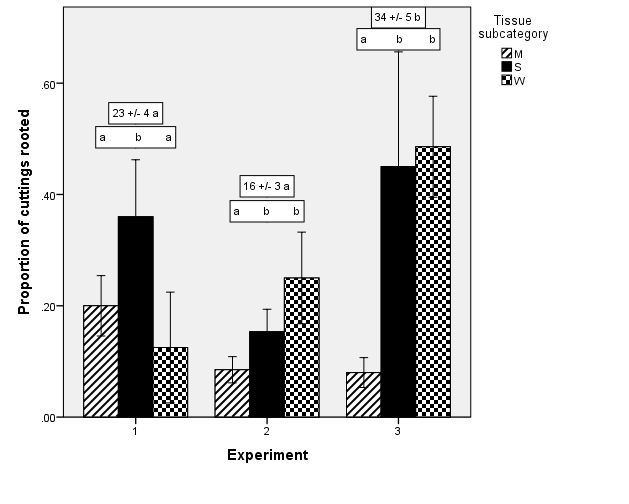 34 +/- 5 b
a b b
Tissue
subcategory
M
S
W
.60
23 +/- 4 a
a b a
.40
16 +/- 3 a
a b b
.20
.00
Proportion of cuttings rooted
1 2 3
Experiment